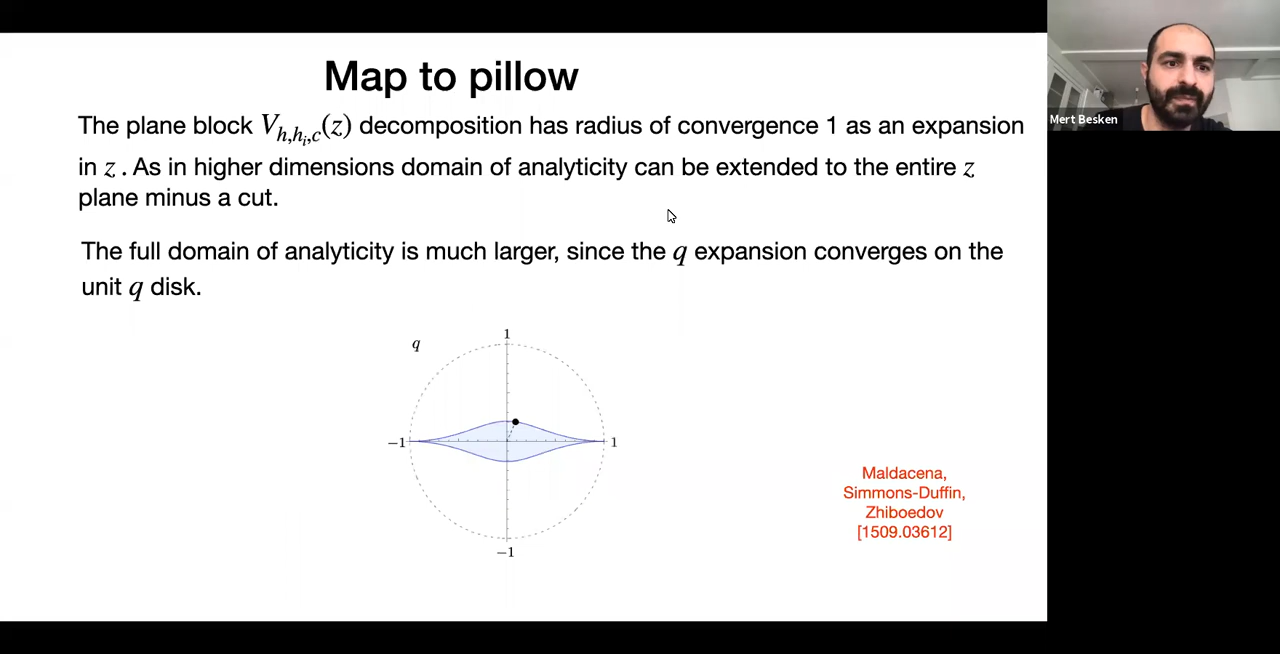 Map to pillow
Mert Besken
The plane block V_{h,h_i,c}(z) decomposition has radius of convergence 1 as an expansion
in z . As in higher dimensions domain of analyticity can be extended to the entire z
plane minus a cut.
The full domain of analyticity is much larger, since the q expansion converges on the
unit q disk.
1
q
−1
1
−1
Maldacena,
Simmons-Duffin,
Zhiboedov
[1509.03612]